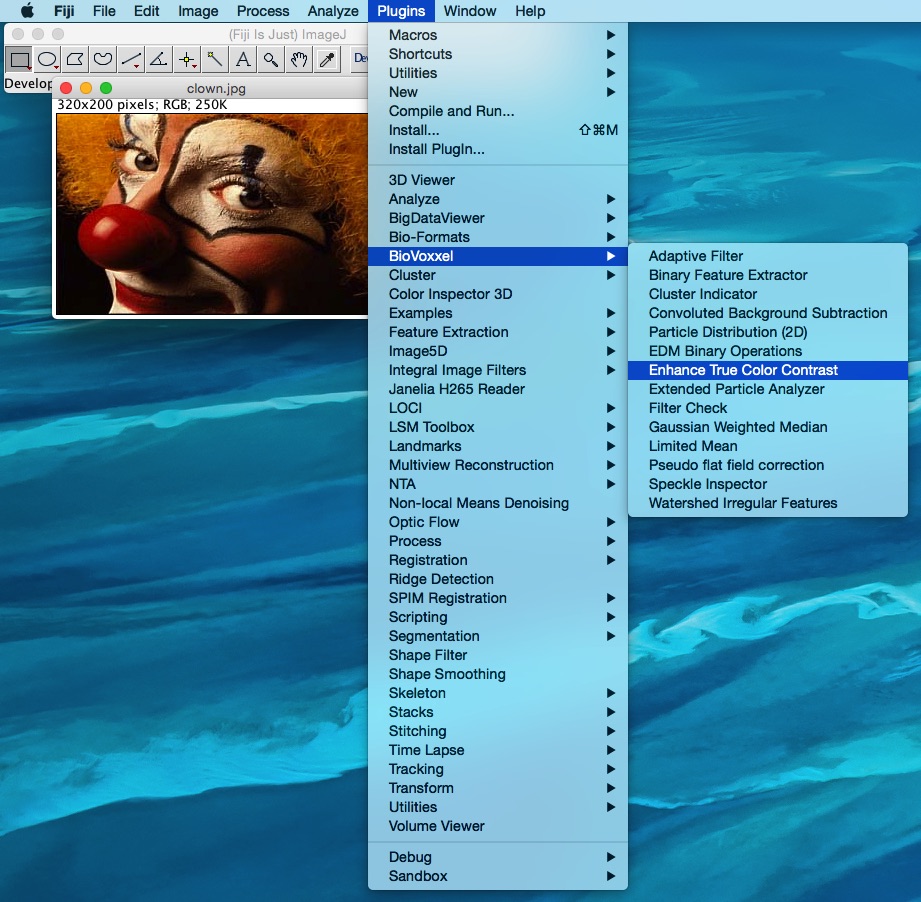 Fiji File Edit Image Process Analyze Plugins Window Help
(Fiji Is Just) ImageJ
A
Develop
clown.jpg
320x200 pixels; RGB; 250K
Macros
Shortcuts
Utilities
New
Compile and Run...
Install... ⇧⌘M
Install PlugIn...
3D Viewer
Analyze
BigDataViewer
Bio-Formats
BioVoxxel
Cluster
Color Inspector 3D
Examples
Feature Extraction
Image5D
Integral Image Filters
Janelia H265 Reader
LOCI
LSM Toolbox
Landmarks
Multiview Reconstruction
NTA
Non-local Means Denoising
Optic Flow
Process
Registration
Ridge Detection
SPIM Registration
Scripting
Segmentation
Shape Filter
Shape Smoothing
Skeleton
Stacks
Stitching
Time Lapse
Tracking
Transform
Utilities
Volume Viewer
Debug
Sandbox
Adaptive Filter
Binary Feature Extractor
Cluster Indicator
Convoluted Background Subtraction
Particle Distribution (2D)
EDM Binary Operations
Enhance True Color Contrast
Extended Particle Analyzer
Filter Check
Gaussian Weighted Median
Limited Mean
Pseudo flat field correction
Speckle Inspector
Watershed Irregular Features